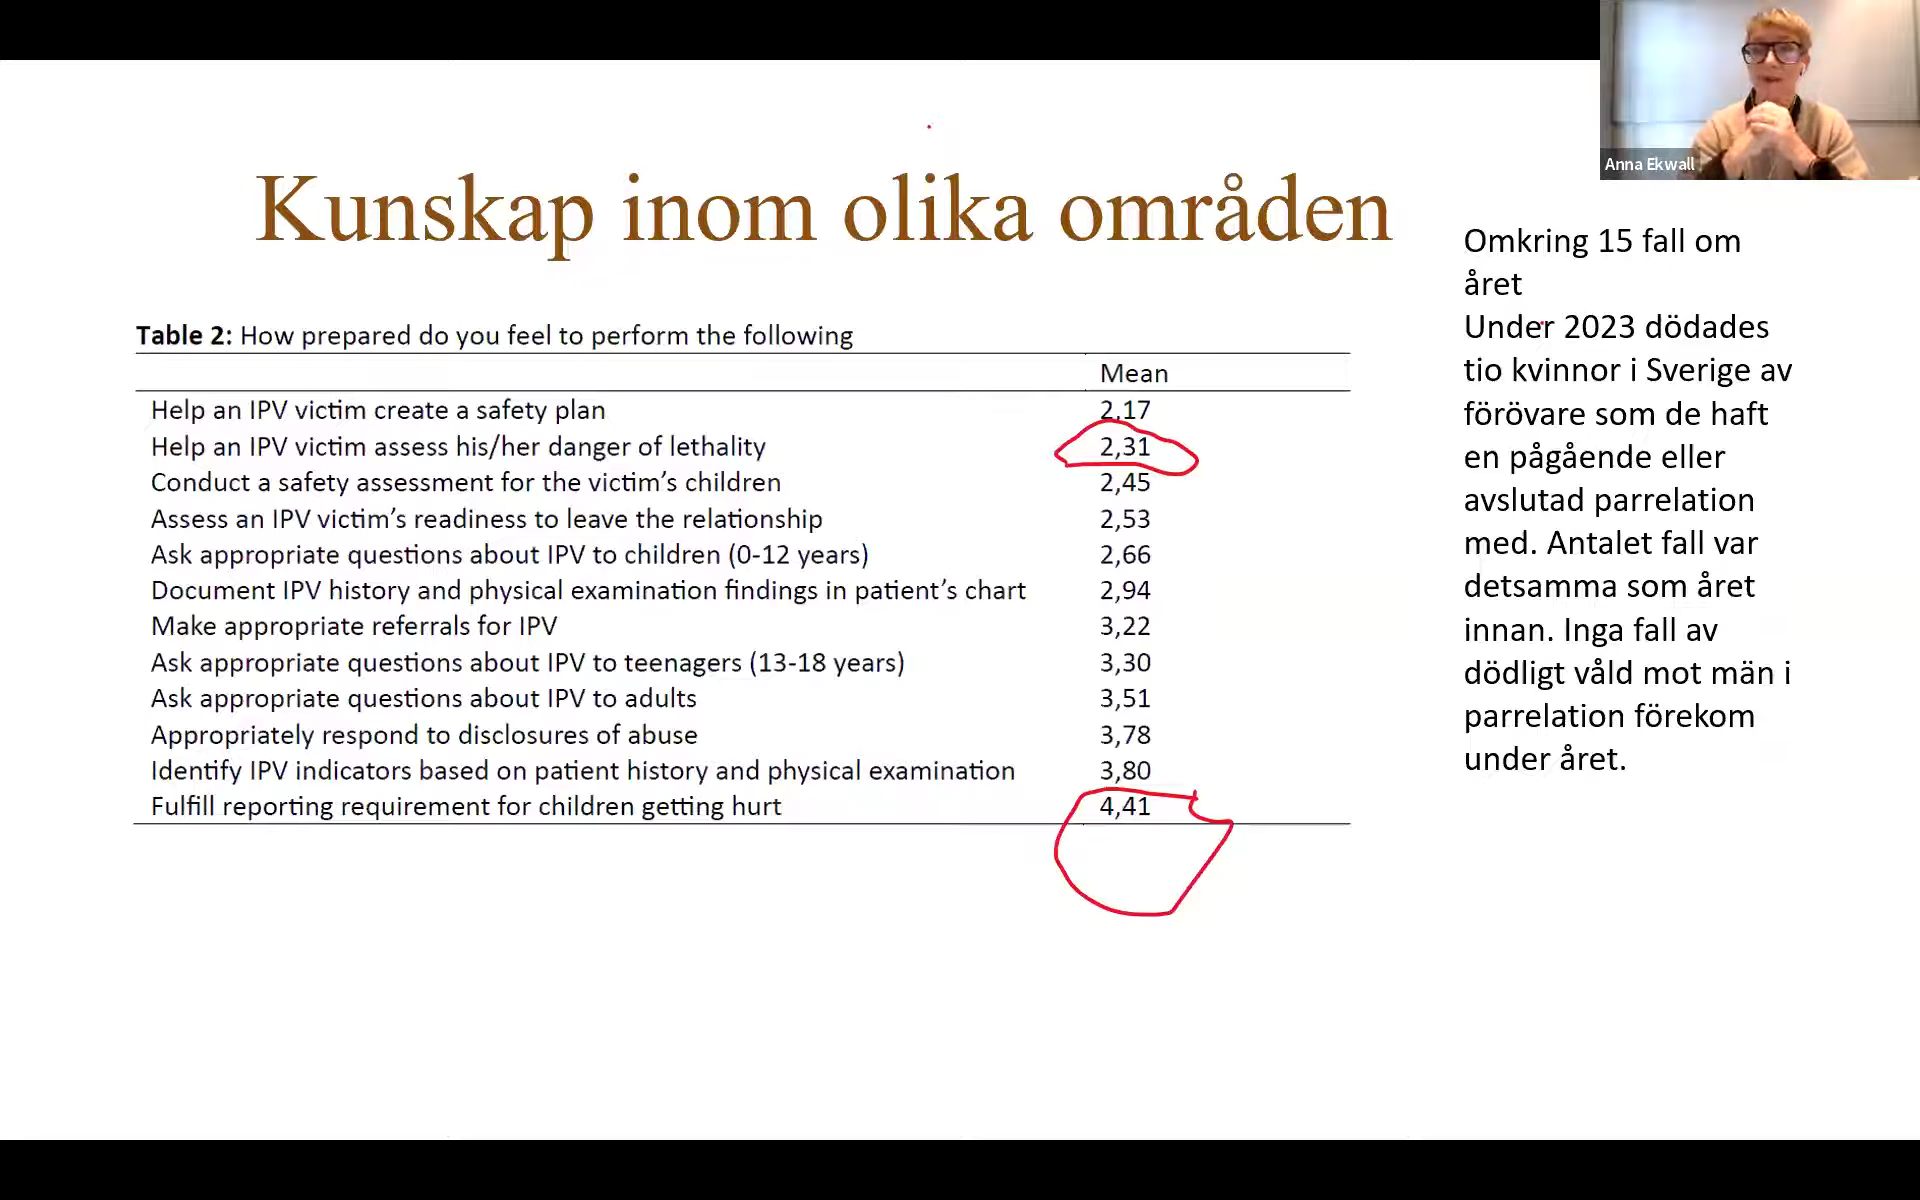 Anna Ekwall
Kunskap inom olika områden
Table 2: How prepared do you feel to perform the following
Mean
Help an IPV victim create a safety plan 2,17
Help an IPV victim assess his/her danger of lethality 2,31
Conduct a safety assessment for the victim’s children 2,45
Assess an IPV victim’s readiness to leave the relationship 2,53
Ask appropriate questions about IPV to children (0-12 years) 2,66
Document IPV history and physical examination findings in patient’s chart 2,94
Make appropriate referrals for IPV 3,22
Ask appropriate questions about IPV to teenagers (13-18 years) 3,30
Ask appropriate questions about IPV to adults 3,51
Appropriately respond to disclosures of abuse 3,78
Identify IPV indicators based on patient history and physical examination 3,80
Fulfill reporting requirement for children getting hurt 4,41
Omkring 15 fall om
året
Under 2023 dödades
tio kvinnor i Sverige av
förövare som de haft
en pågående eller
avslutad parrelation
med. Antalet fall var
detsamma som året
innan. Inga fall av
dödligt våld mot män i
parrelation förekom
under året.